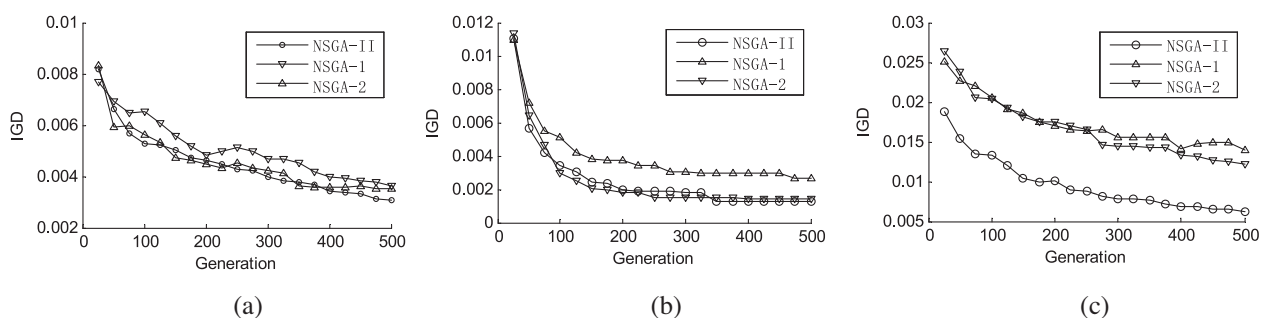 0.01
0.008
0.006
0.004
0.002
IGD
0 100 200 300 400 500
Generation
NSGA-II
NSGA-1
NSGA-2
(a)
0.012
0.01
0.008
0.006
0.004
0.002
0
IGD
0 100 200 300 400 500
Generation
NSGA-II
NSGA-1
NSGA-2
(b)
0.03
0.025
0.02
0.015
0.01
0.005
IGD
0 100 200 300 400 500
Generation
NSGA-II
NSGA-1
NSGA-2
(c)